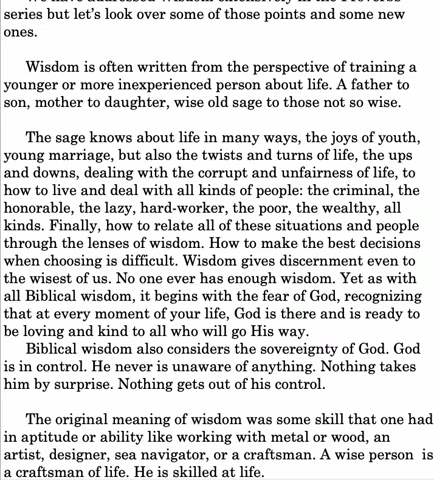 series but let's look over some of those points and some new
ones.
Wisdom is often written from the perspective of training a
younger or more inexperienced person about life. A father to
son, mother to daughter, wise old sage to those not so wise.
The sage knows about life in many ways, the joys of youth,
young marriage, but also the twists and turns of life, the ups
and downs, dealing with the corrupt and unfairness of life, to
how to live and deal with all kinds of people: the criminal, the
honorable, the lazy, hard-worker, the poor, the wealthy, all
kinds. Finally, how to relate all of these situations and people
through the lenses of wisdom. How to make the best decisions
when choosing is difficult. Wisdom gives discernment even to
the wisest of us. No one ever has enough wisdom. Yet as with
all Biblical wisdom, it begins with the fear of God, recognizing
that at every moment of your life, God is there and is ready to
be loving and kind to all who will go His way.
Biblical wisdom also considers the sovereignty of God. God
is in control. He never is unaware of anything. Nothing takes
him by surprise. Nothing gets out of his control.
The original meaning of wisdom was some skill that one had
in aptitude or ability like working with metal or wood, an
artist, designer, sea navigator, or a craftsman. A wise person is
a craftsman of life. He is skilled at life.